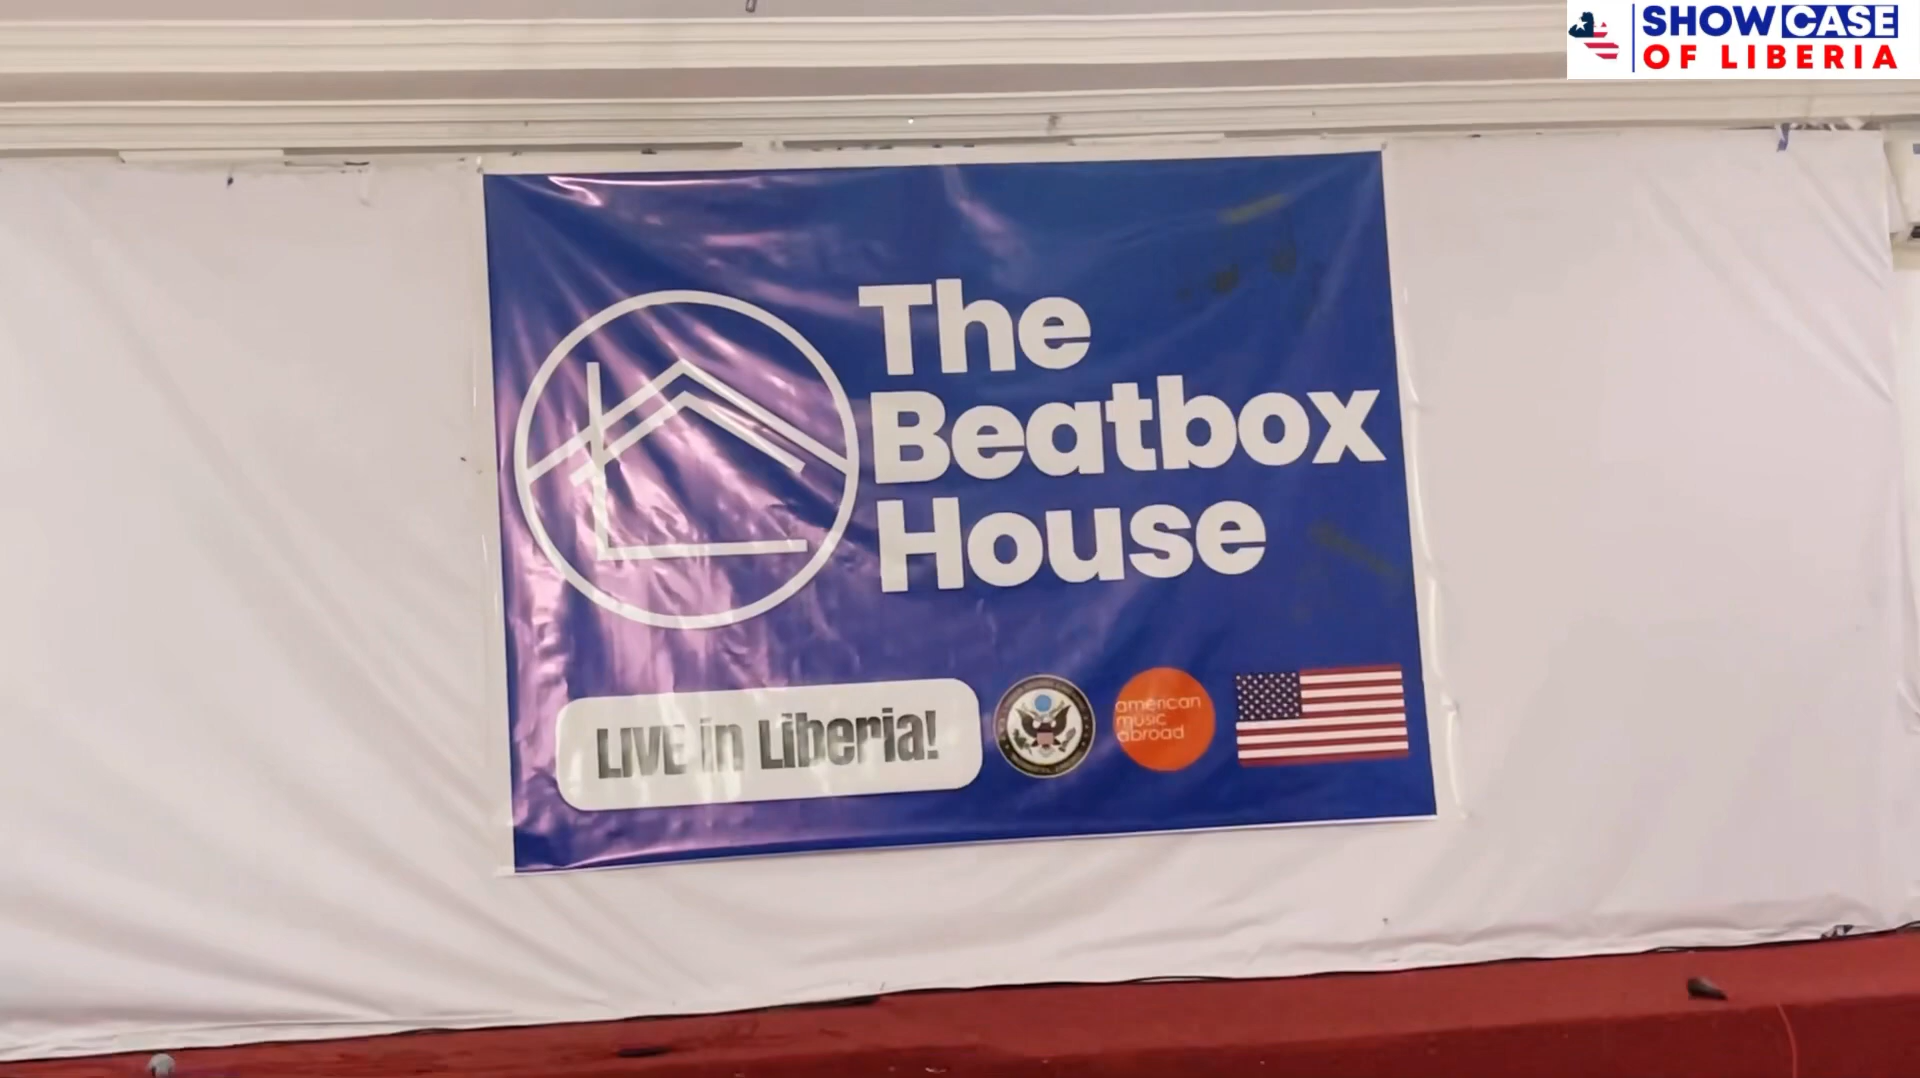 SHOWCASE
OF LIBERIA
The
Beatbox
House
LIVE in Liberia!
american
music
abroad